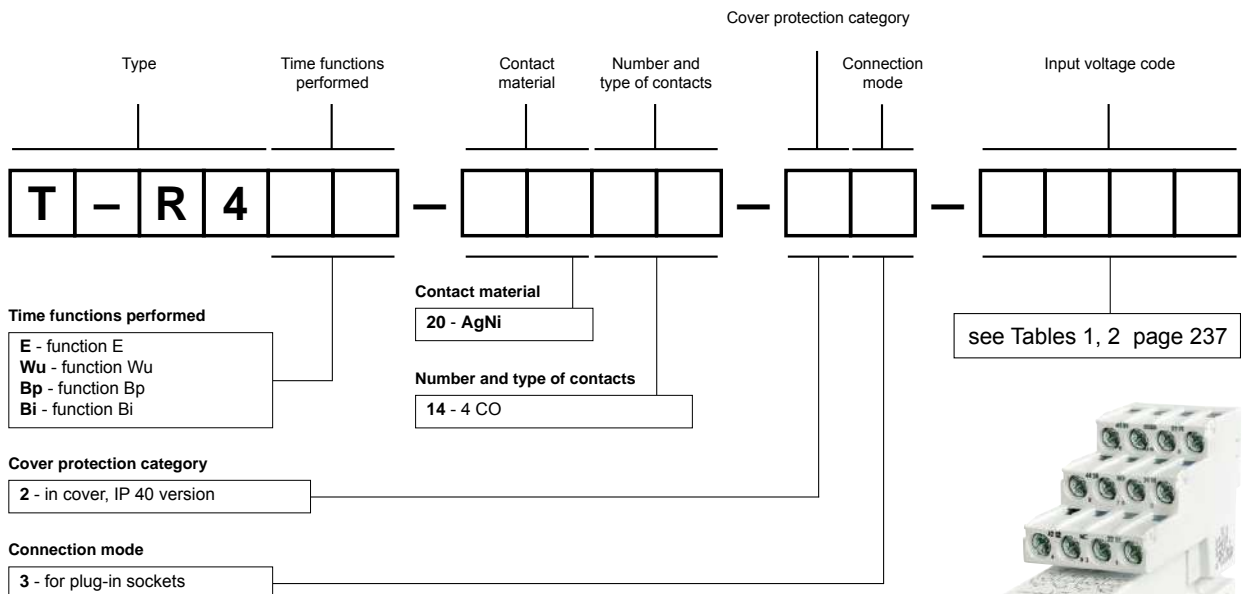 Cover protection category
Type
Time functions
performed
Contact
material
Number and
type of contacts
Connection
mode
Input voltage code
T – R 4 – – –
Time functions performed
E - function E
Wu - function Wu
Bp - function Bp
Bi - function Bi
Contact material
20 - AgNi
Number and type of contacts
14 - 4 CO
see Tables 1, 2 page 237
Cover protection category
2 - in cover, IP 40 version
Connection mode
3 - for plug-in sockets